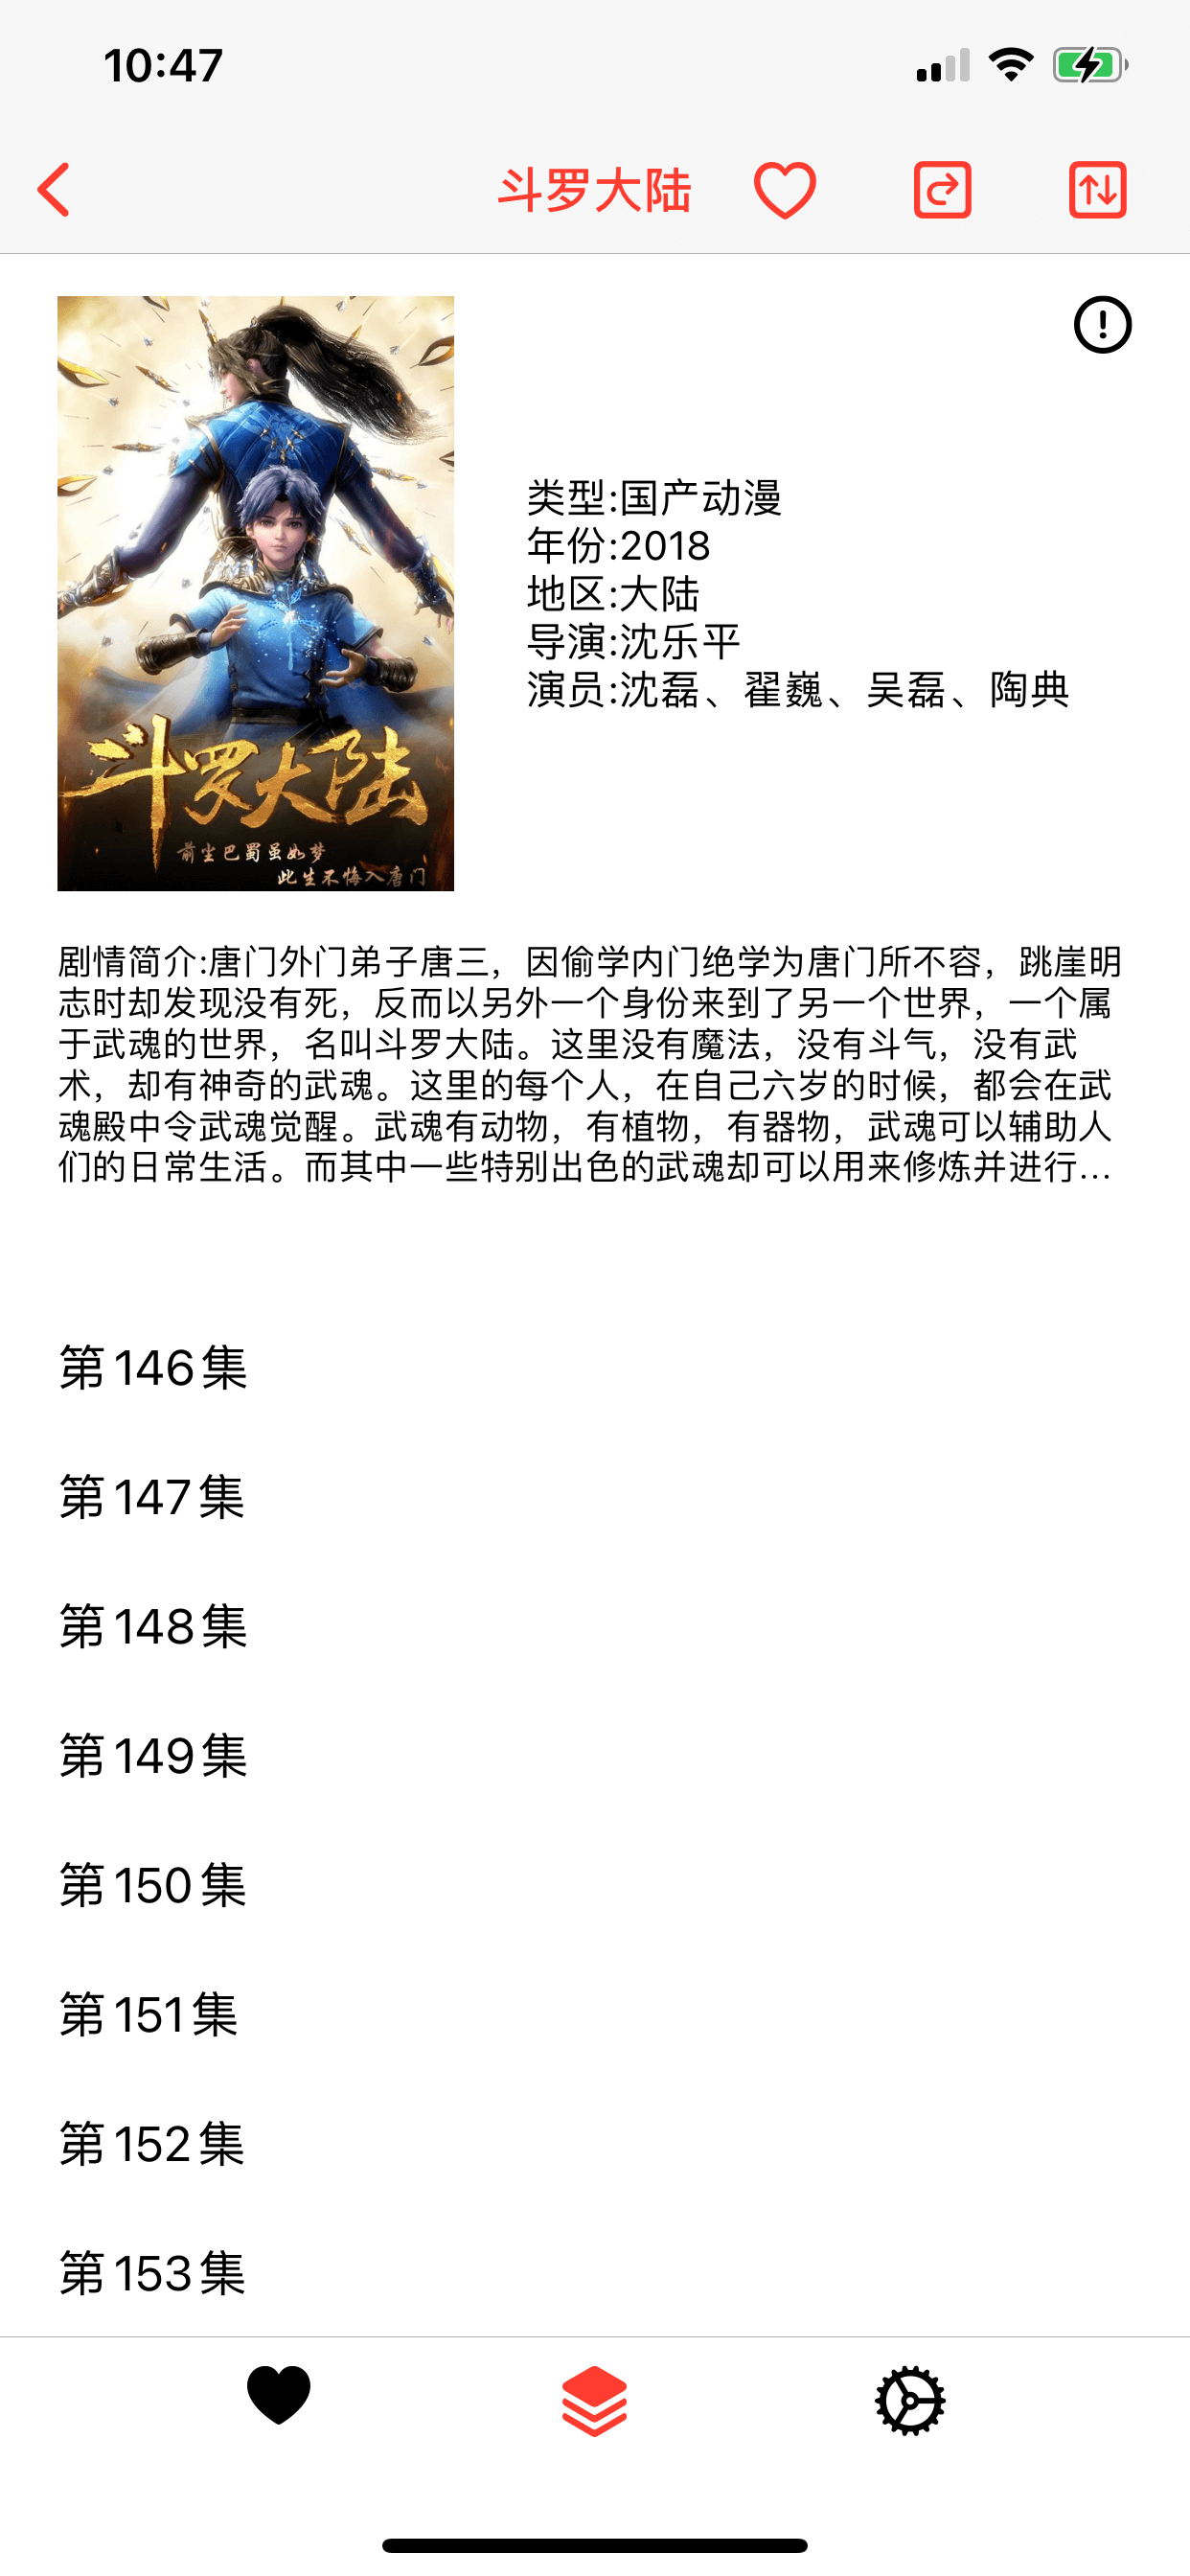 10:47
斗罗大陆
类型:国产动漫
年份:2018
地区:大陆
导演:沈乐平
演员:沈磊、翟巍、吴磊、陶典
斗罗大陆
前尘巴蜀虽如梦
此生不悔入唐门
剧情简介:唐门外门弟子唐三，因偷学内门绝学为唐门所不容，跳崖明
志时却发现没有死，反而以另外一个身份来到了另一个世界，一个属
于武魂的世界，名叫斗罗大陆。这里没有魔法，没有斗气，没有武
术，却有神奇的武魂。这里的每个人，在自己六岁的时候，都会在武
魂殿中令武魂觉醒。武魂有动物，有植物，有器物，武魂可以辅助人
们的日常生活。而其中一些特别出色的武魂却可以用来修炼并进行...
第146集
第147集
第148集
第149集
第150集
第151集
第152集
第153集